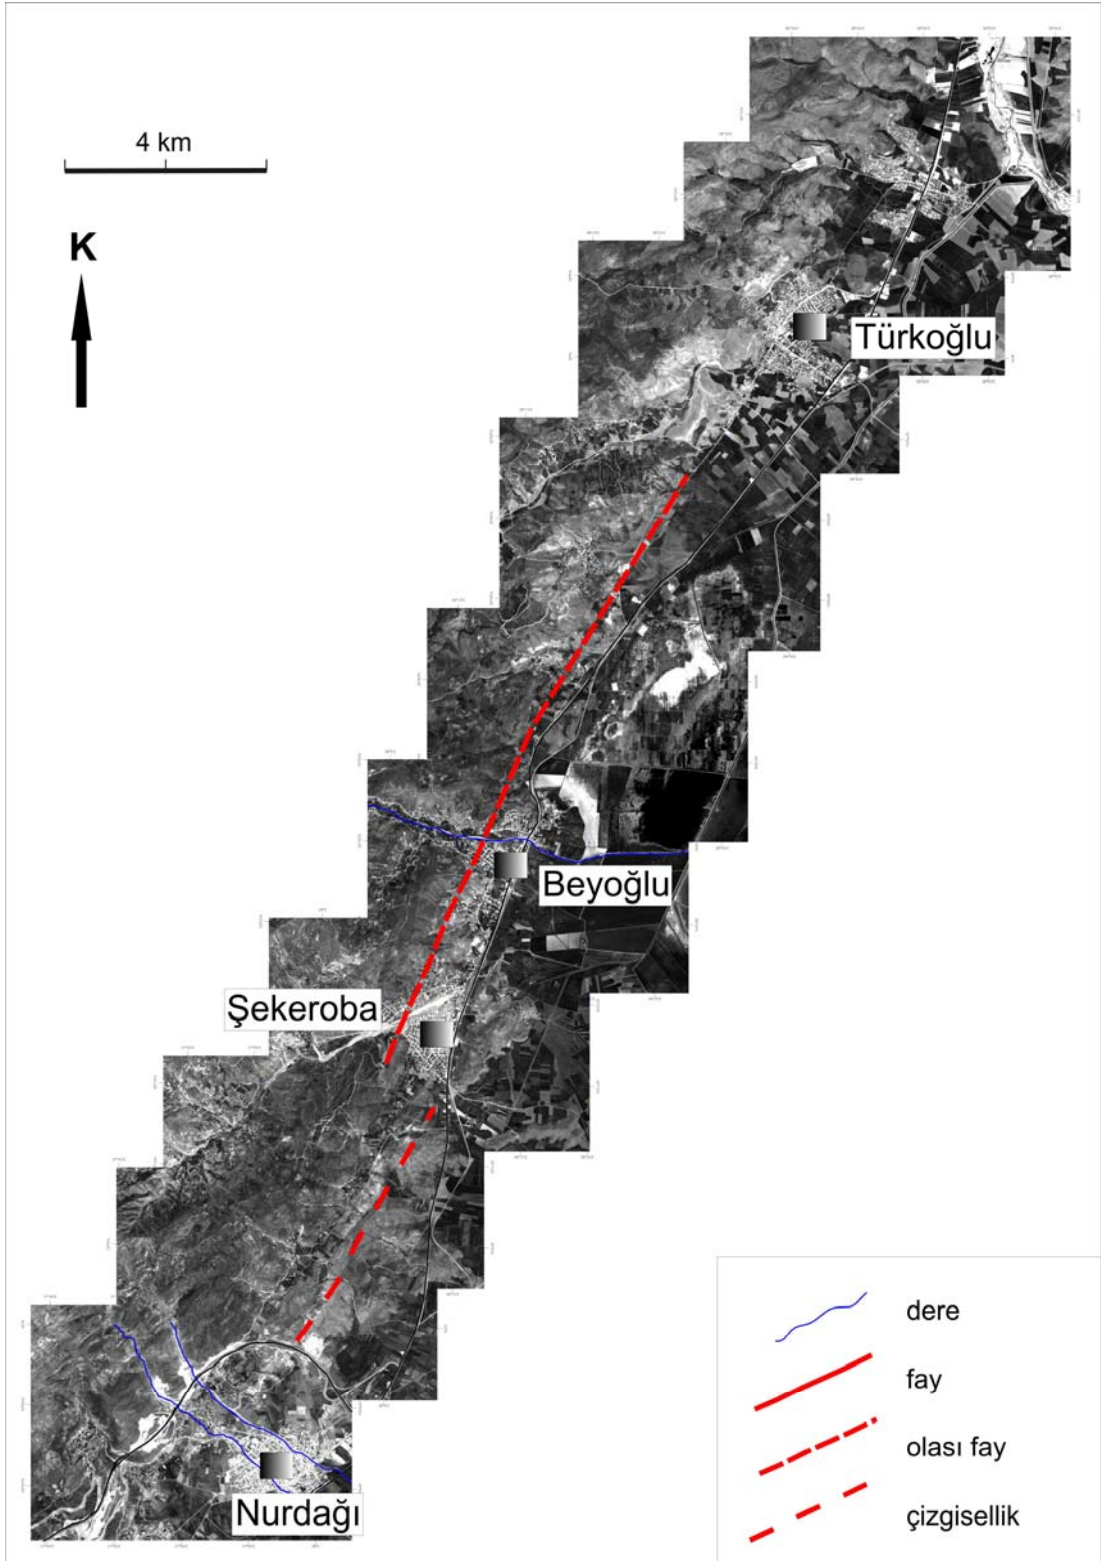 4 km
K
Türkoğlu
Beyoğlu
Şekeroba
Nurdağı
dere
fay
olası fay
çizgisellik